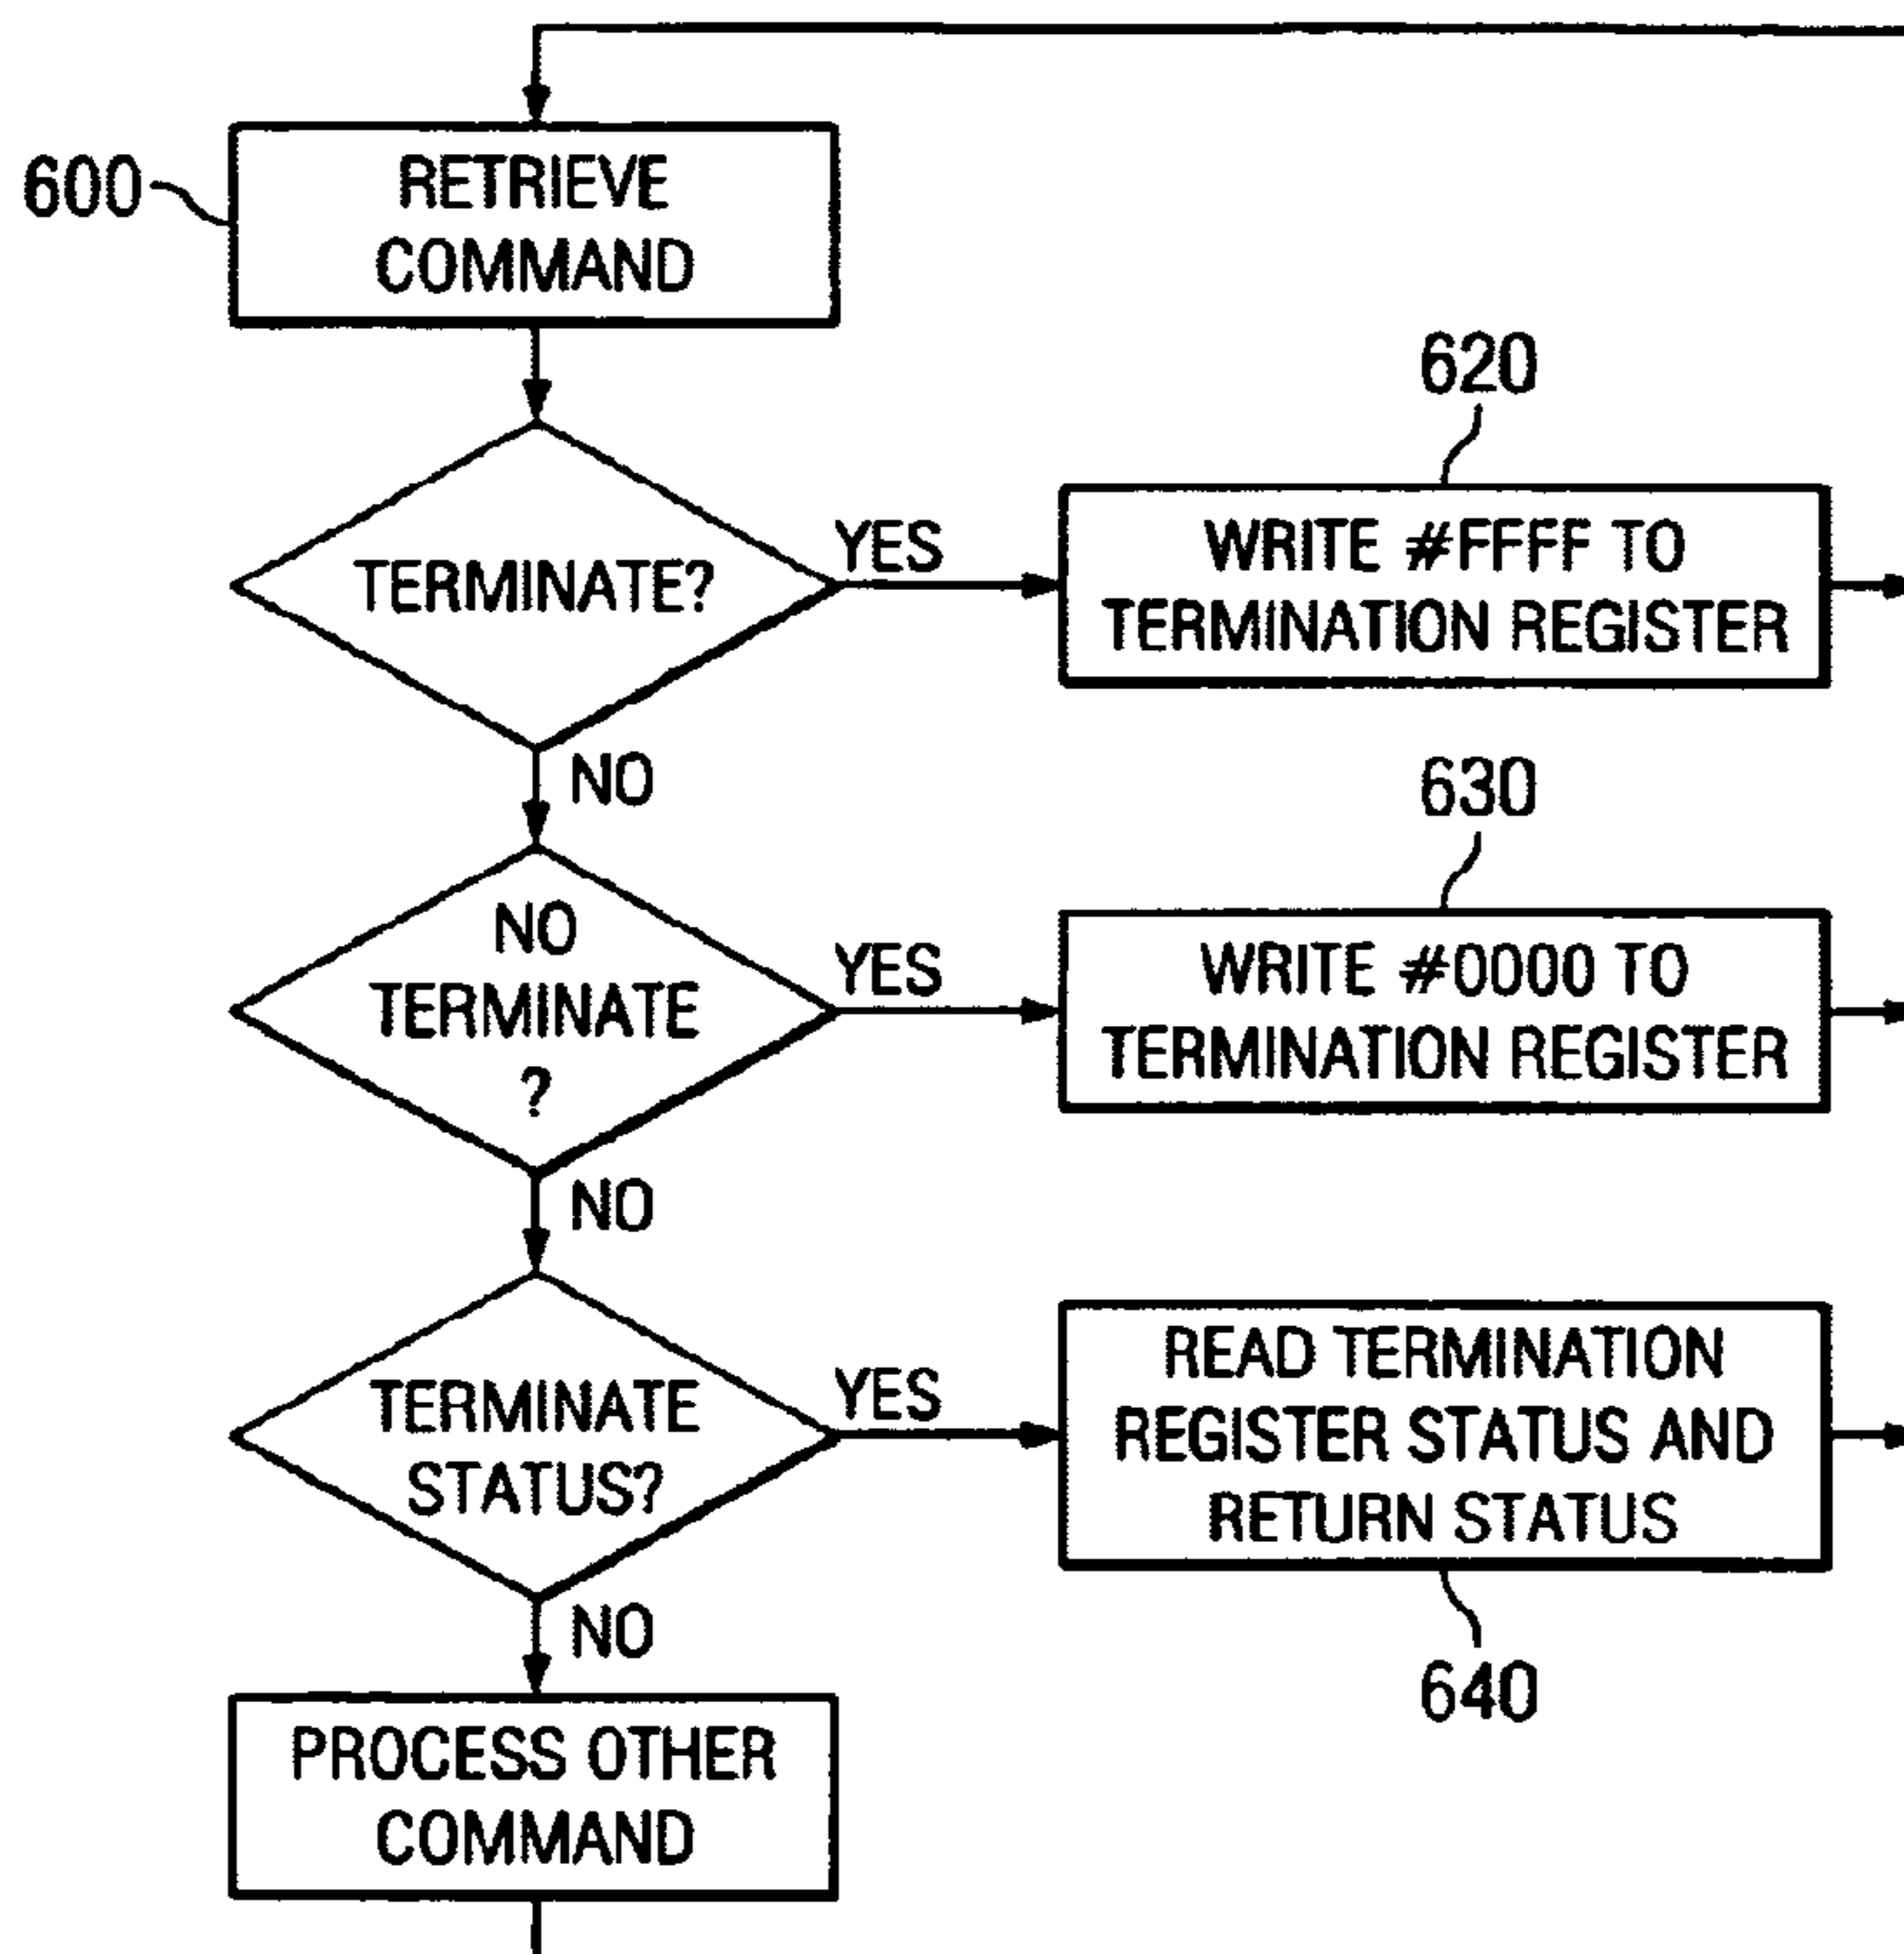 600
RETRIEVE
COMMAND
620
TERMINATE?
YES
WRITE #FFFF TO
TERMINATION REGISTER
NO
630
NO
TERMINATE
?
YES
WRITE #0000 TO
TERMINATION REGISTER
NO
TERMINATE
STATUS?
YES
READ TERMINATION
REGISTER STATUS AND
RETURN STATUS
NO
640
PROCESS OTHER
COMMAND